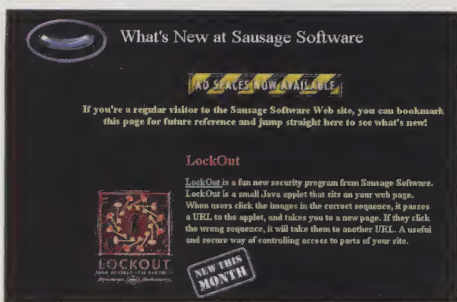 What's New at Sausage Software
AD SPACES NOW AVAILABLE
If you're a regular visitor to the Sausage Software Web site, you can bookmark
this page for future reference and jump straight here to see what's new!
LockOut
LockOut is a fun new security program from Sausage Software.
LockOut is a small Java applet that sits on your web page.
When users click the images in the correct sequence, it passes
a URL to the applet, and takes you to a new page. If they click
the wrong sequence, it will take them to another URL. A useful
and secure way of controlling access to parts of your site.
LOCKOUT
NEW THIS
MONTH